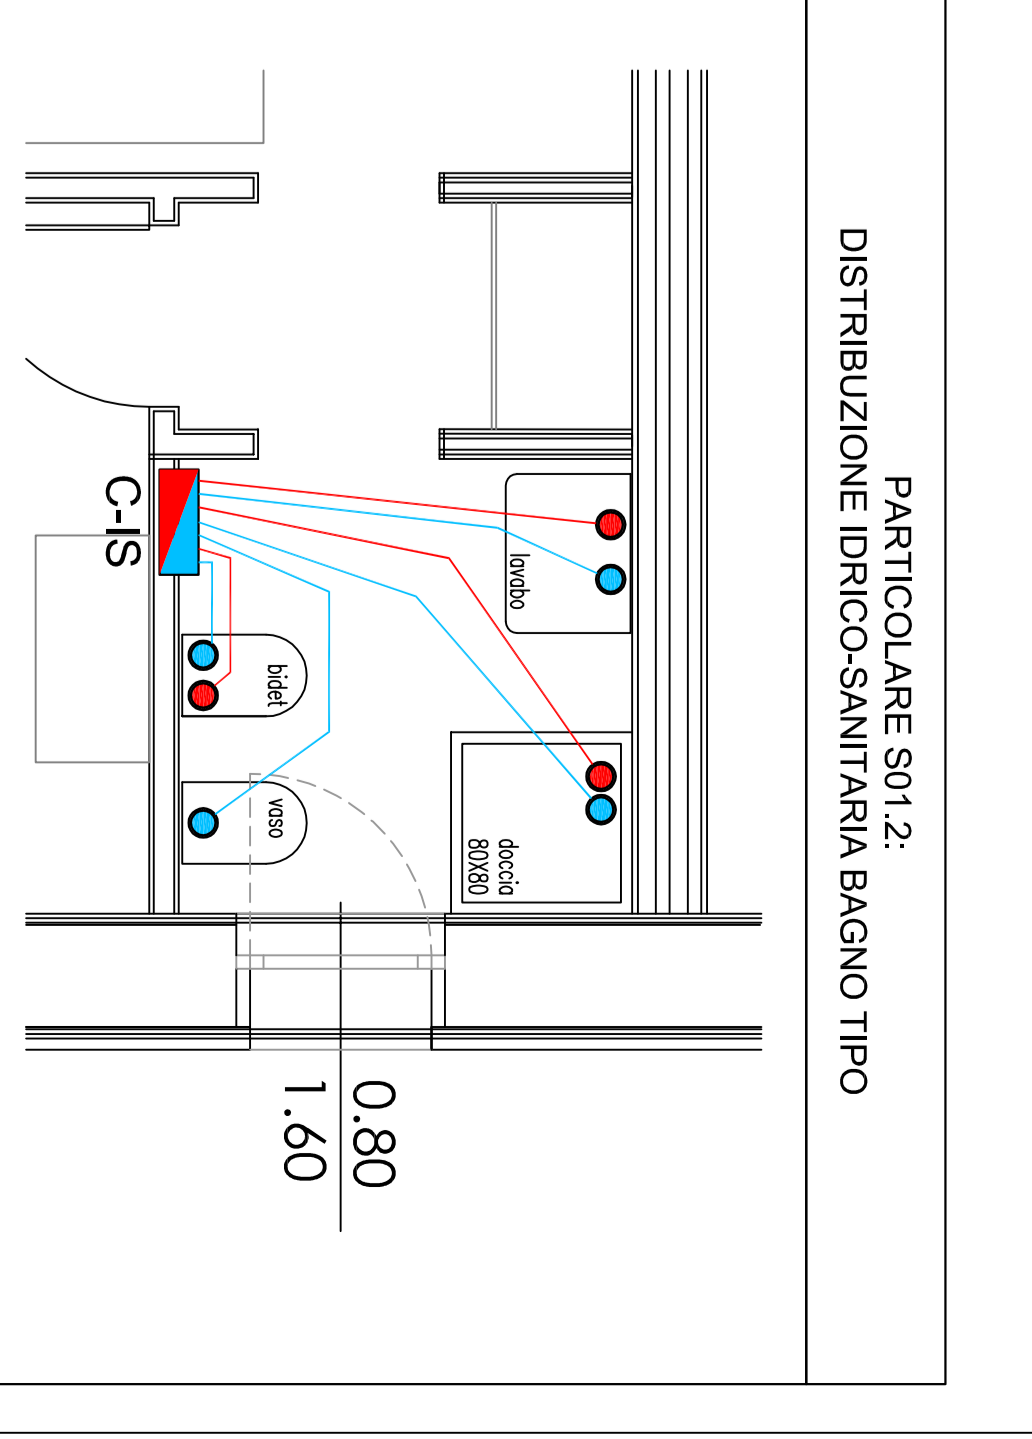 PARTICOLARE S01.2:
DISTRIBUZIONE IDRICO-SANITARIA BAGNO TIPO
lavabo
doccia
80X80
bidet
vaso
C-IS
0.80
1.60